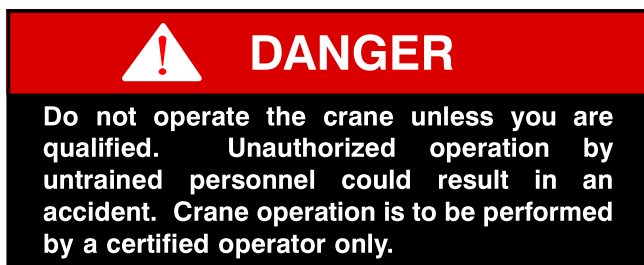 DANGER
Do not operate the crane unless you are
qualified. Unauthorized operation by
untrained personnel could result in an
accident. Crane operation is to be performed
by a certified operator only.